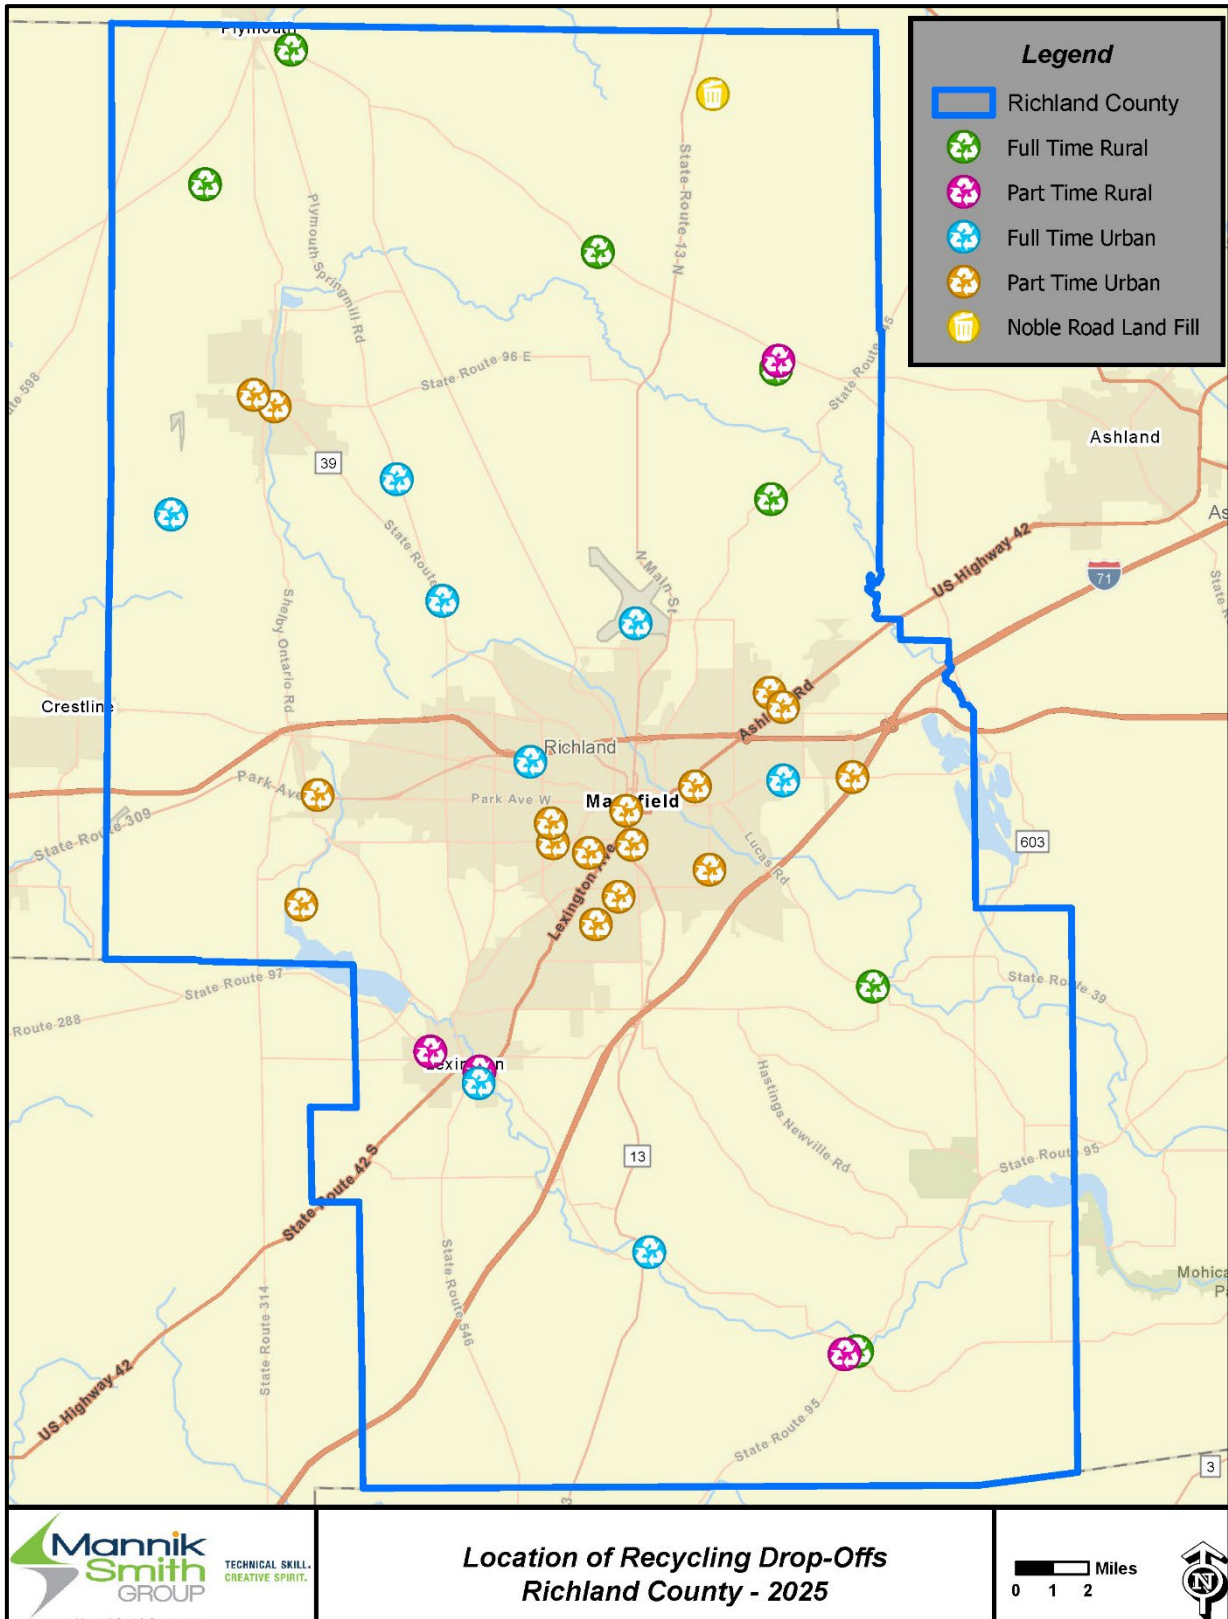 Plymouth
Legend
Richland County
Full Time Rural
Part Time Rural
Full Time Urban
Part Time Urban
Noble Road Land Fill
State Route 13 N
Plymouth Springmill Rd
State Route 96 E
39
Ashland
US Highway 42
71
State Route
N Main St
Shelby Ontario Rd
Crestline
Richland
Park Ave W
Park Ave
State Route 309
Lucas Rd
603
Lexington Ave
State Route 97
State Route 39
Route 288
Hastings Newville Rd
13
State Route 95
State Route 42 S
State Route 546
State Route 314
US Highway 42
State Route 95
3
Mannik
Smith
GROUP
TECHNICAL SKILL.
CREATIVE SPIRIT.
Location of Recycling Drop-Offs
Richland County - 2025
Miles
0 1 2
N